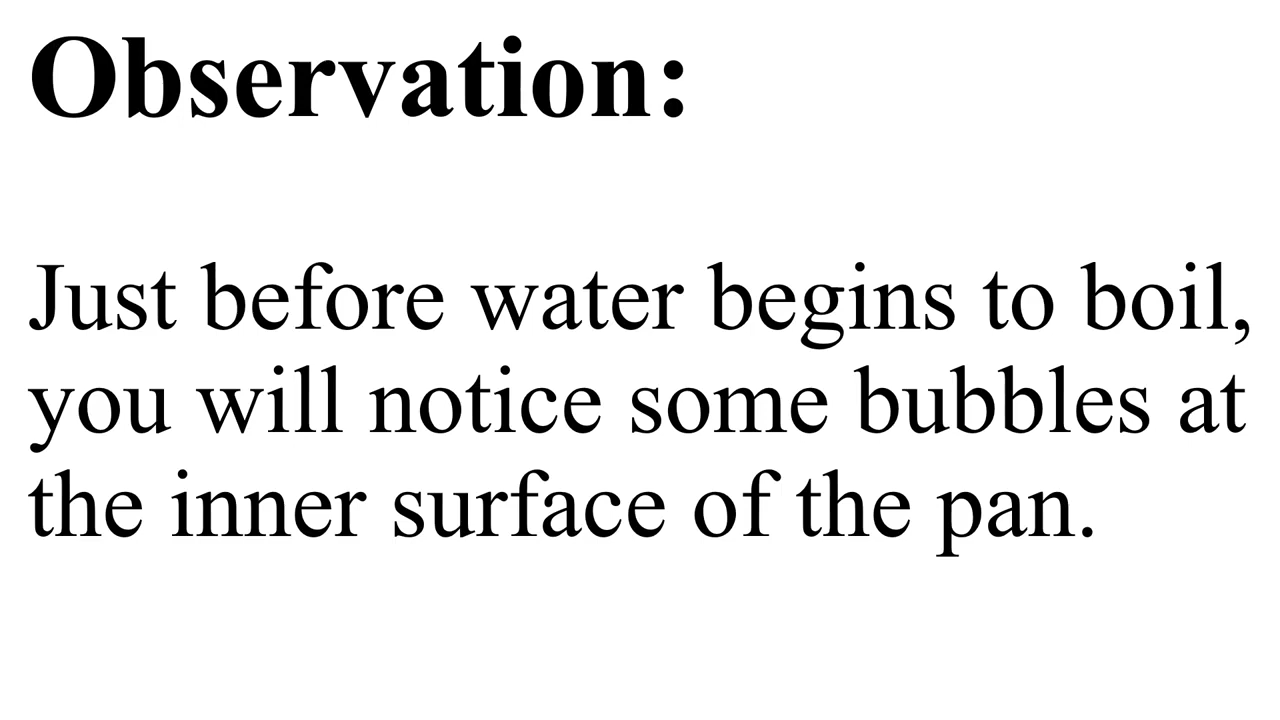 Observation:
Just before water begins to boil,
you will notice some bubbles at
the inner surface of the pan.